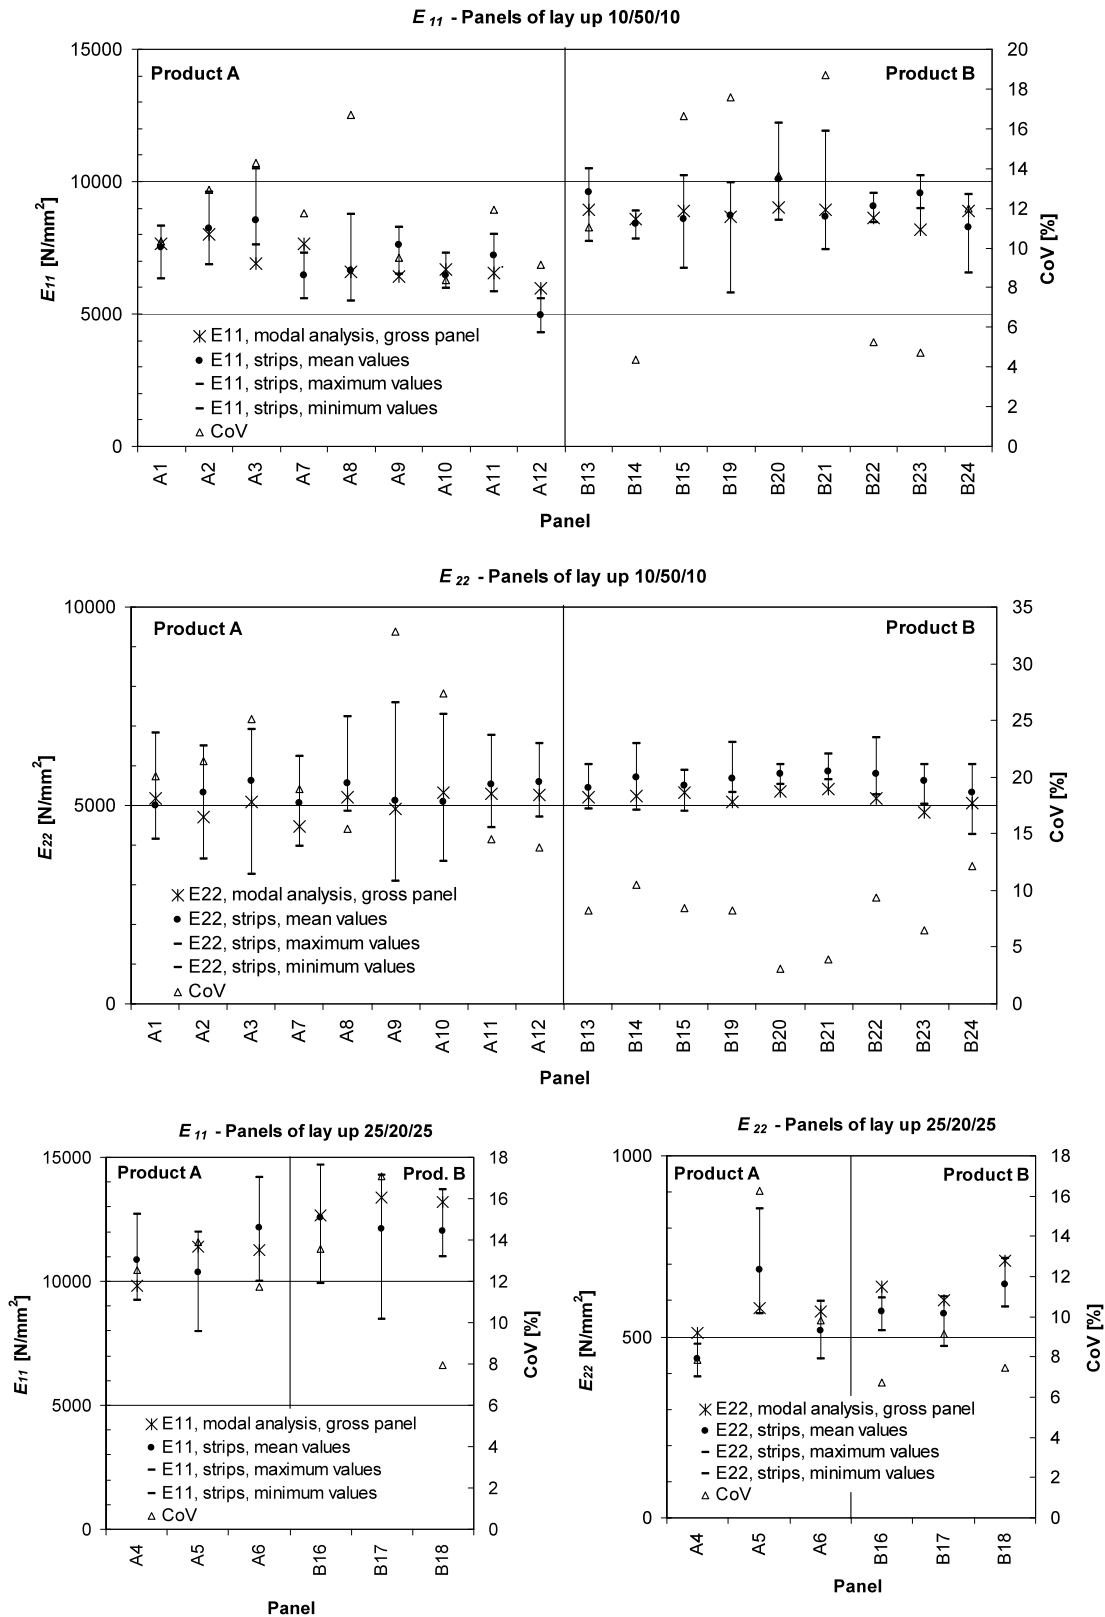 E 11 - Panels of lay up 10/50/10
15000
20
Product A
Product B
18
16
14
10000
12
10
8
5000
6
4
2
0
0
E11 [N/mm²]
CoV [%]
E11, modal analysis, gross panel
E11, strips, mean values
E11, strips, maximum values
E11, strips, minimum values
CoV
A1 A2 A3 A7 A8 A9 A10 A11 A12 B13 B14 B15 B19 B20 B21 B22 B23 B24
Panel
E 22 - Panels of lay up 10/50/10
10000
35
Product A
Product B
30
25
20
5000
15
10
5
0
0
E22 [N/mm²]
CoV [%]
E22, modal analysis, gross panel
E22, strips, mean values
E22, strips, maximum values
E22, strips, minimum values
CoV
A1 A2 A3 A7 A8 A9 A10 A11 A12 B13 B14 B15 B19 B20 B21 B22 B23 B24
Panel
E 11 - Panels of lay up 25/20/25
15000
18
Product A
Prod. B
16
14
10000
12
10
8
5000
6
4
2
0
0
E11 [N/mm²]
CoV [%]
E11, modal analysis, gross panel
E11, strips, mean values
E11, strips, maximum values
E11, strips, minimum values
CoV
A4 A5 A6 B16 B17 B18
Panel
E 22 - Panels of lay up 25/20/25
1000
18
Product A
Product B
16
14
12
10
500
8
6
4
2
0
0
E22 [N/mm²]
CoV [%]
E22, modal analysis, gross panel
E22, strips, mean values
E22, strips, maximum values
E22, strips, minimum values
CoV
A4 A5 A6 B16 B17 B18
Panel